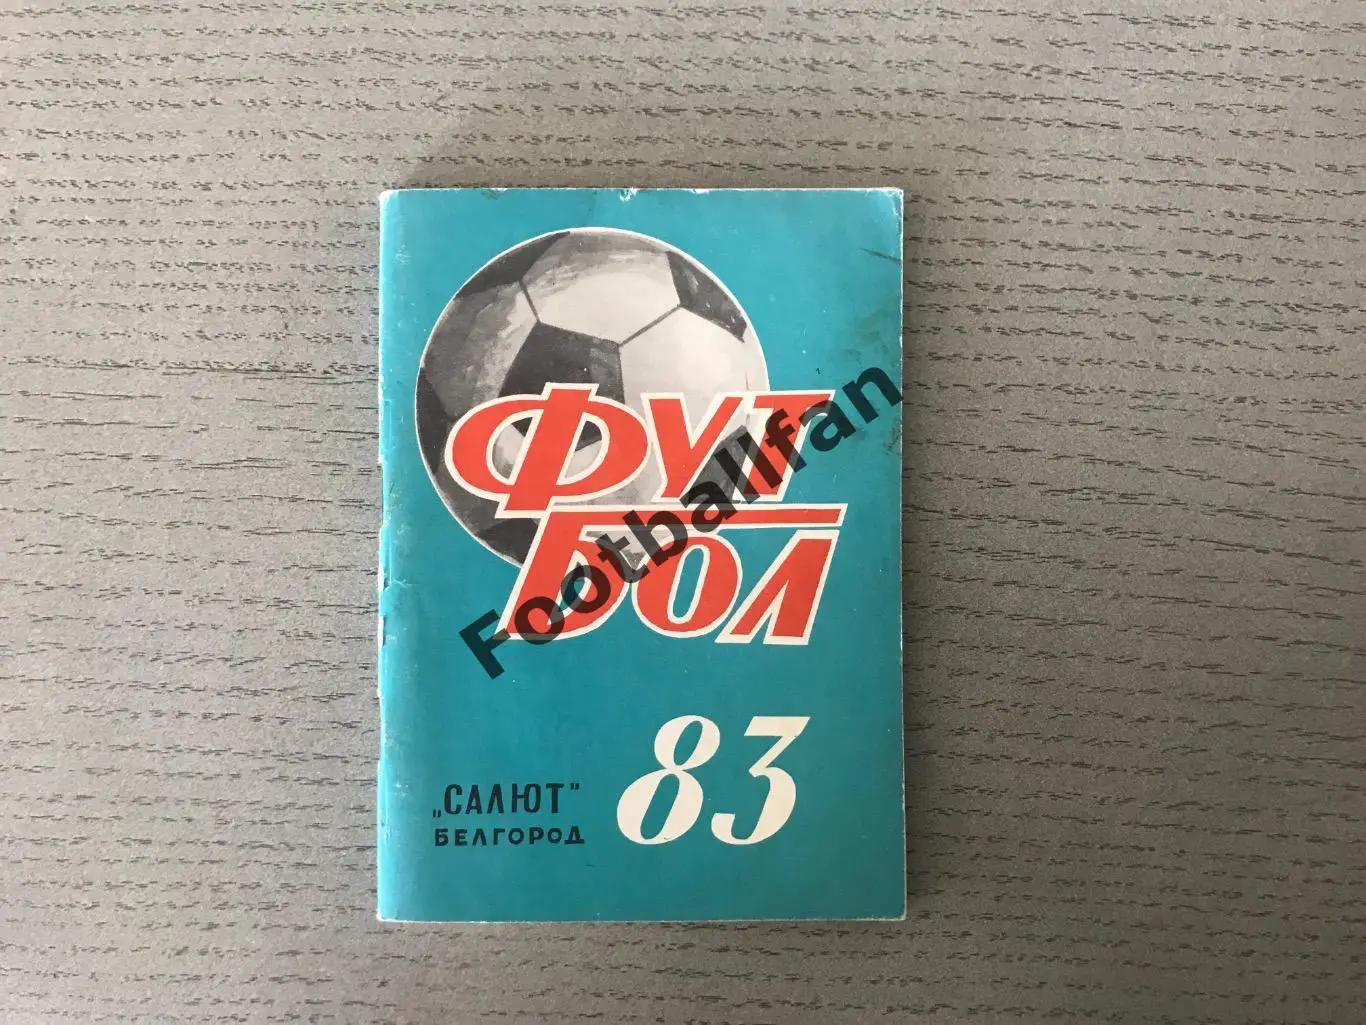 ФУТ
БОЛ
Footballfan
83
„САЛЮТ"
БЕЛГОРОД